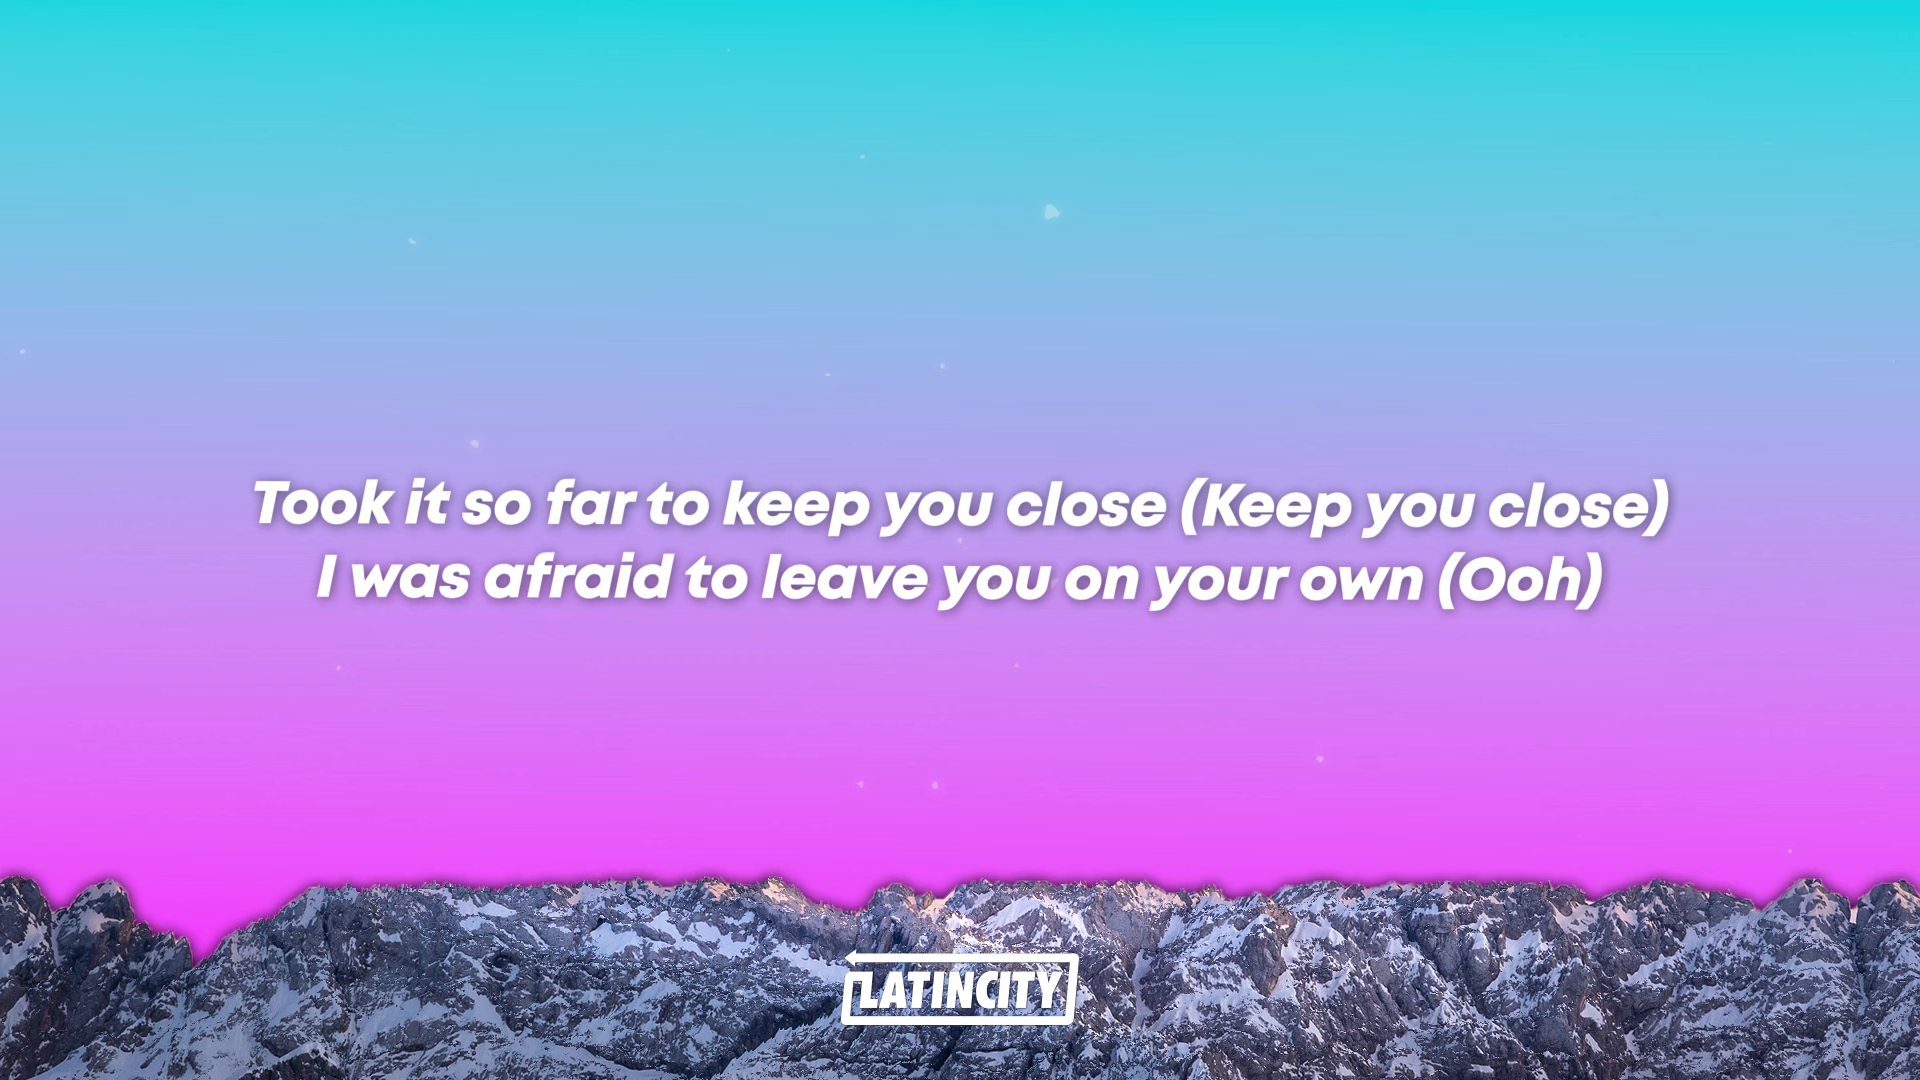 Took it so far to keep you close (Keep you close)
I was afraid to leave you on your own (Ooh)
LATINCITY